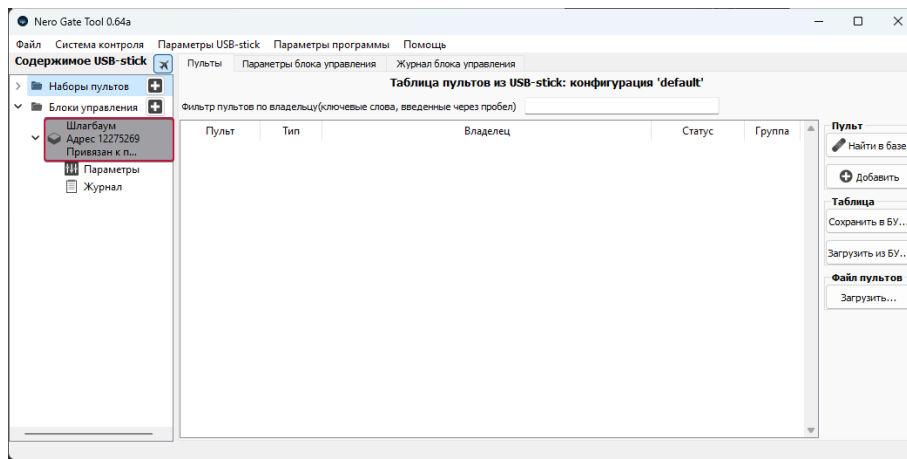 Nero Gate Tool 0.64a
Файл Система контроля Параметры USB-stick Параметры программы Помощь
Содержимое USB-stick
Наборы пультов
Блоки управления
Шлагбаум
Адрес 12275269
Привязан к п...
Параметры
Журнал
Пульты Параметры блока управления Журнал блока управления
Таблица пультов из USB-stick: конфигурация 'default'
Фильтр пультов по владельцу(ключевые слова, введенные через пробел)
Пульт Тип Владелец Статус Группа
Пульт
Найти в базе
Добавить
Таблица
Сохранить в БУ...
Загрузить из БУ...
Файл пультов
Загрузить...